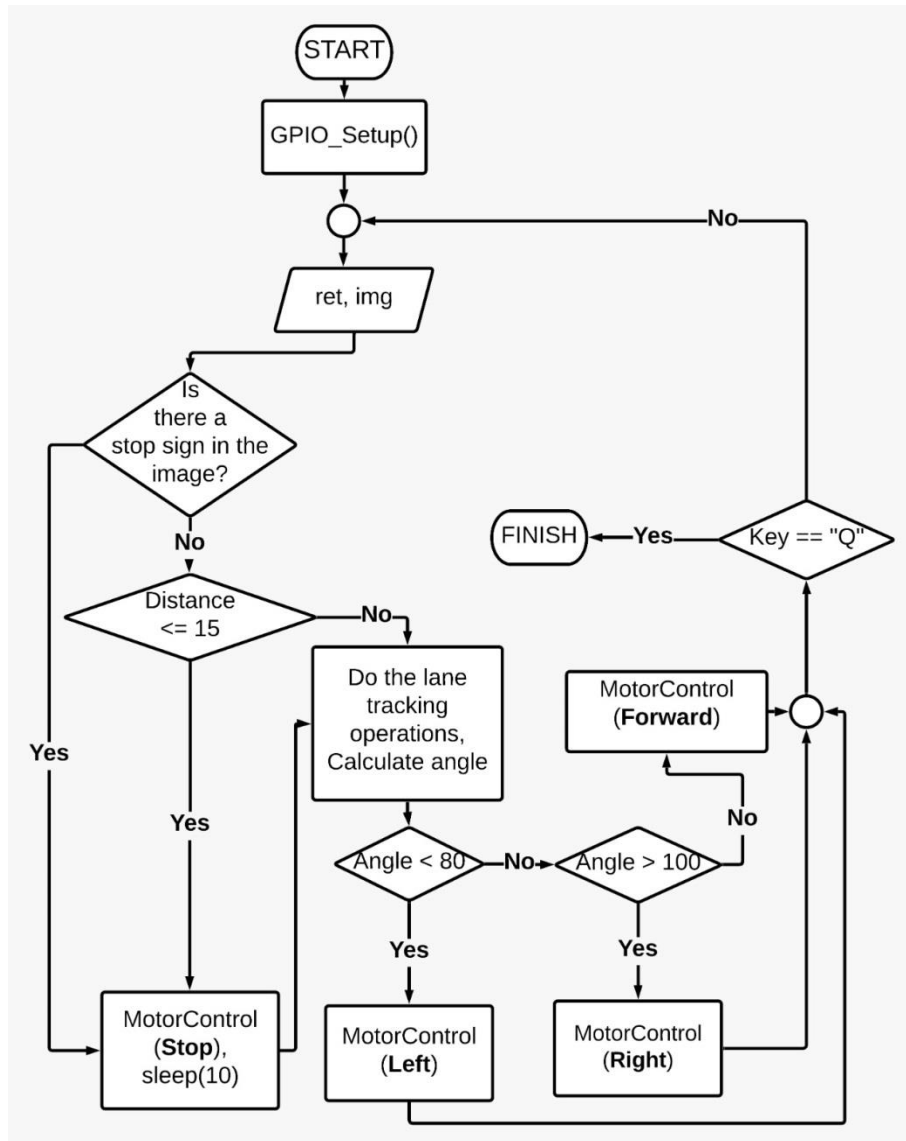 START
GPIO_Setup()
No
ret, img
Is
there a
stop sign in the
image?
No
FINISH
Yes
Key == "Q"
Distance
<= 15
No
Do the lane
tracking
operations,
Calculate angle
MotorControl
(Forward)
Yes
Yes
No
Angle < 80
No
Angle > 100
Yes
Yes
MotorControl
(Stop),
sleep(10)
MotorControl
(Left)
MotorControl
(Right)